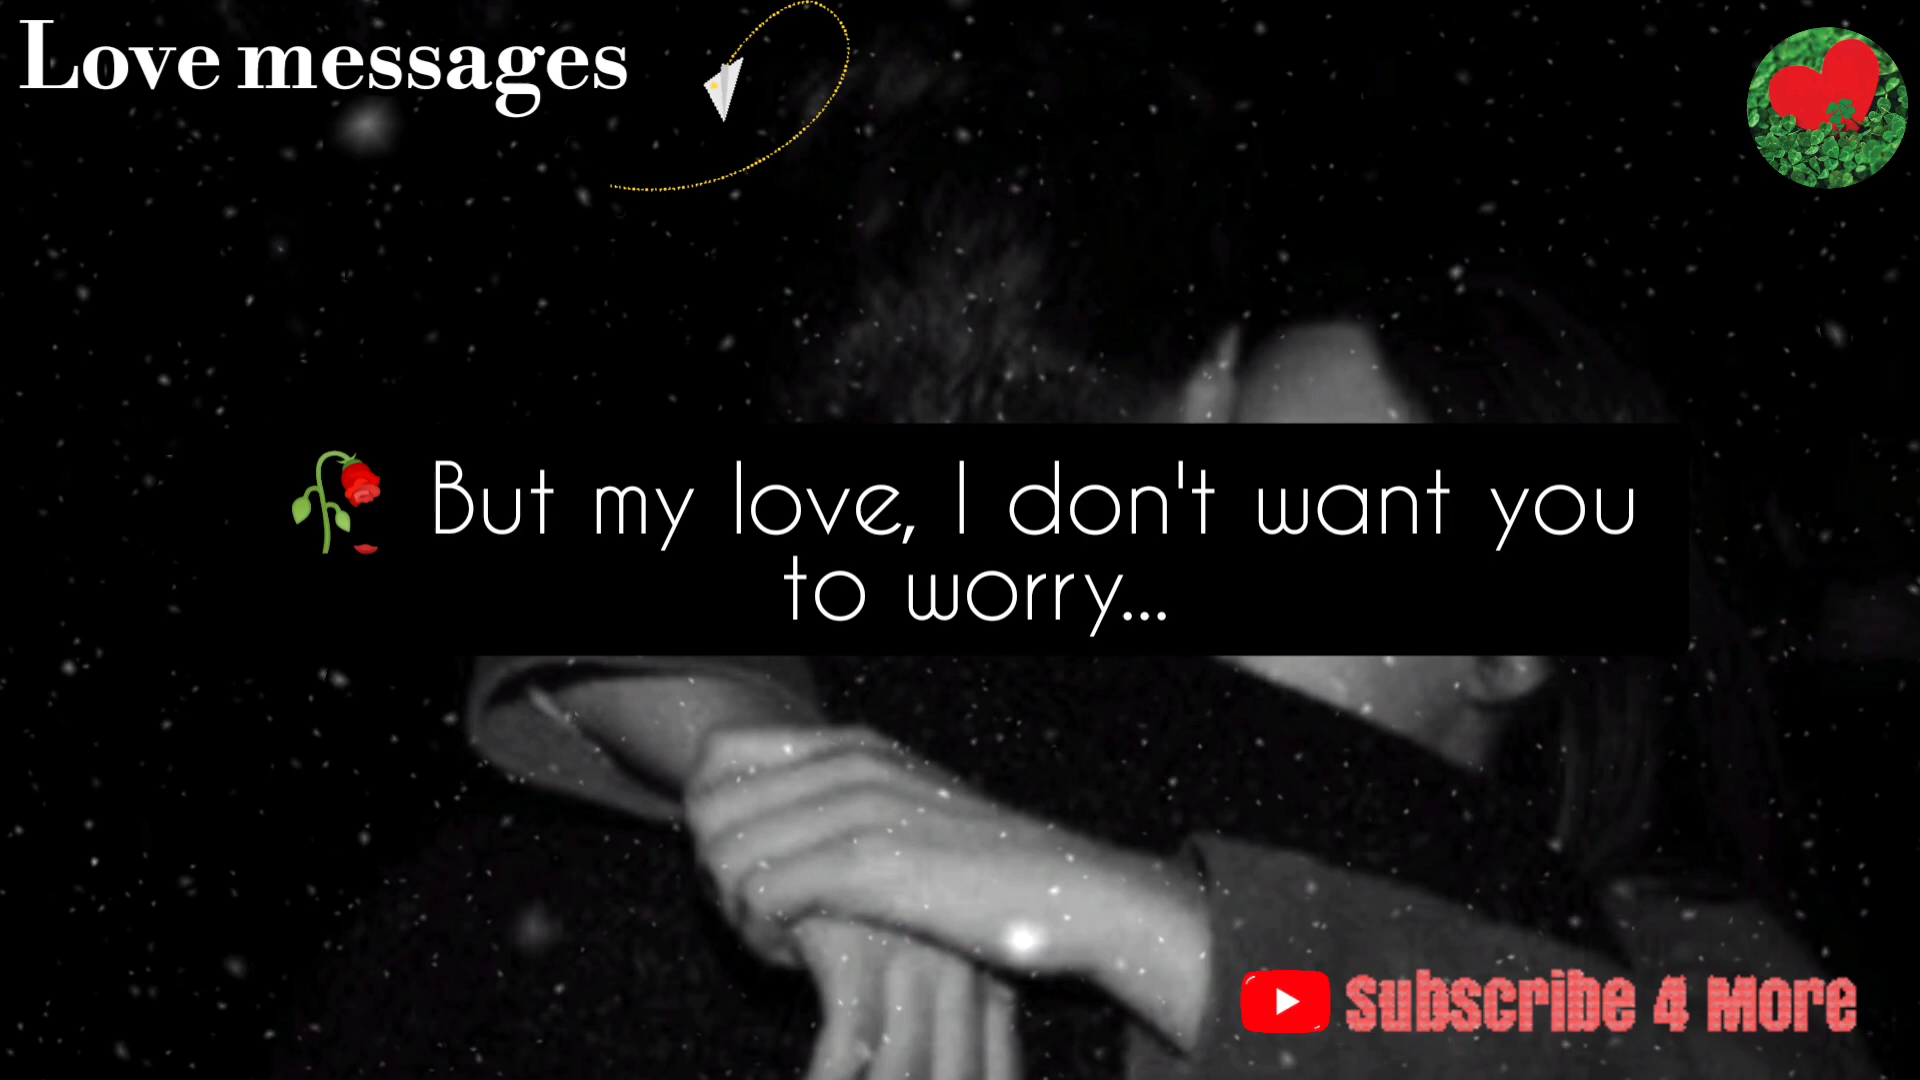 Love messages
🥀 But my love, I don't want you
to worry...
Subscribe 4 More